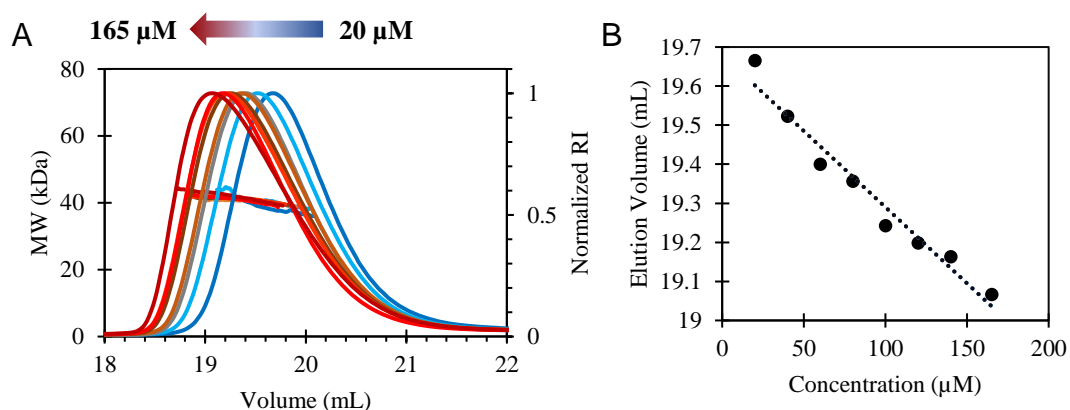 A
165 µM
20 µM
80
60
40
20
0
MW (kDa)
1
0.5
0
Normalized RI
18
19
20
21
22
Volume (mL)
B
19.7
19.6
19.5
19.4
19.3
19.2
19.1
19
Elution Volume (mL)
0
50
100
150
200
Concentration (µM)